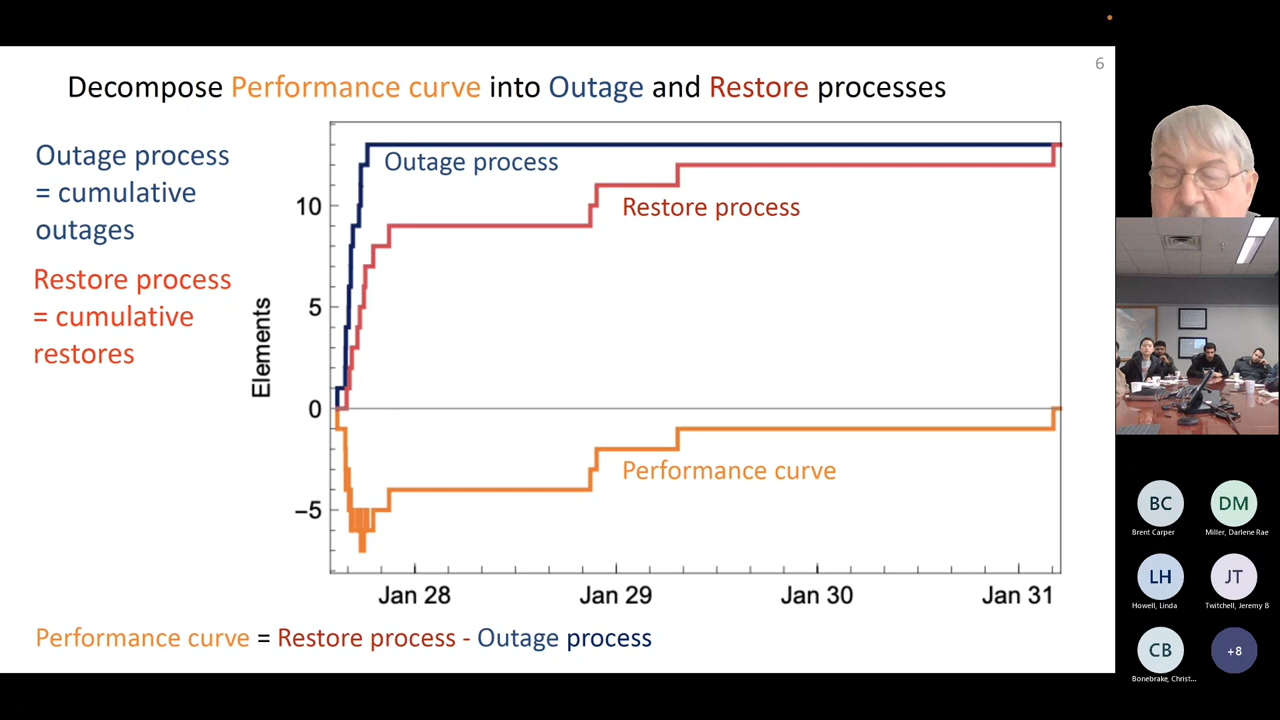 6
Decompose Performance curve into Outage and Restore processes
Outage process
= cumulative
outages
Restore process
= cumulative
restores
Elements
10
5
0
−5
Outage process
Restore process
Performance curve
Jan 28
Jan 29
Jan 30
Jan 31
Performance curve = Restore process - Outage process
BC
Brent Carper
DM
Miller, Darlene Rae
LH
Howell, Linda
JT
Twitchell, Jeremy B
CB
Bonebrake, Christ...
+8